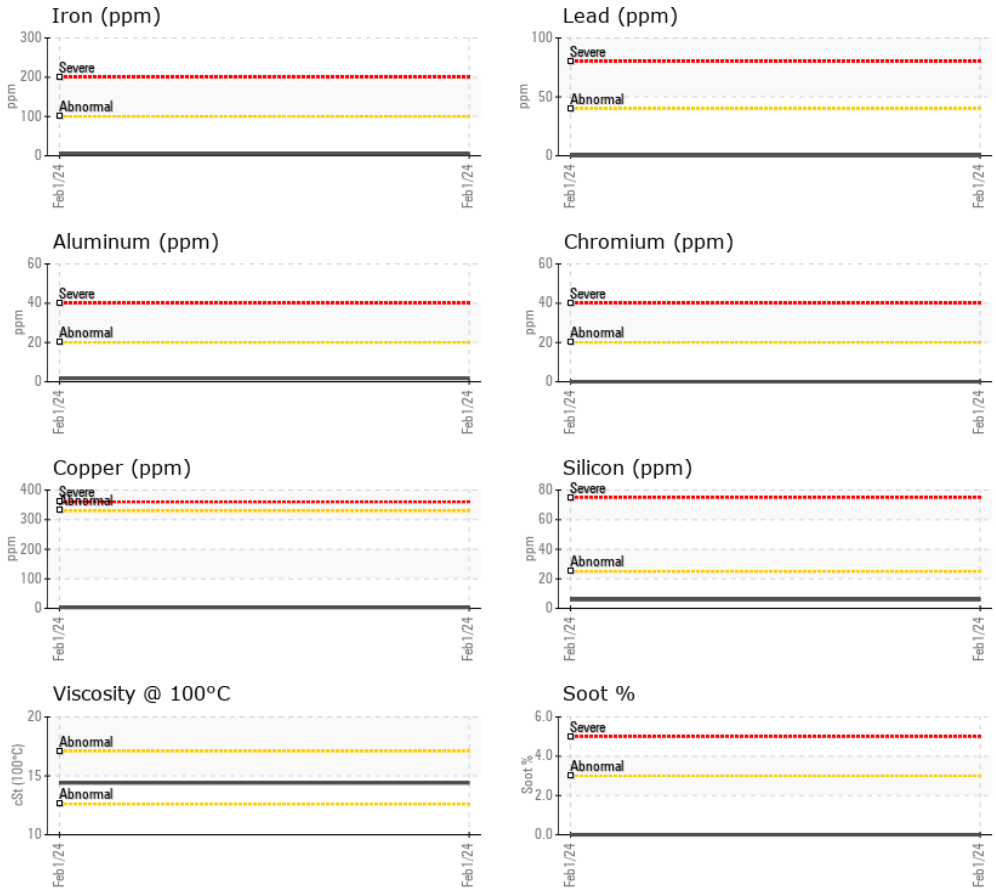 Iron (ppm)
300
200
100
0
ppm
Severe
Abnormal
Feb1/24
Feb1/24
Lead (ppm)
100
50
0
ppm
Severe
Abnormal
Feb1/24
Feb1/24
Aluminum (ppm)
60
40
20
0
ppm
Severe
Abnormal
Feb1/24
Feb1/24
Chromium (ppm)
60
40
20
0
ppm
Severe
Abnormal
Feb1/24
Feb1/24
Copper (ppm)
400
300
200
100
0
ppm
Severe
Abnormal
Feb1/24
Feb1/24
Silicon (ppm)
80
60
40
20
0
ppm
Severe
Abnormal
Feb1/24
Feb1/24
Viscosity @ 100°C
20
15
10
cSt (100°C)
Abnormal
Abnormal
Feb1/24
Feb1/24
Soot %
6.0
4.0
2.0
0.0
Soot %
Severe
Abnormal
Feb1/24
Feb1/24